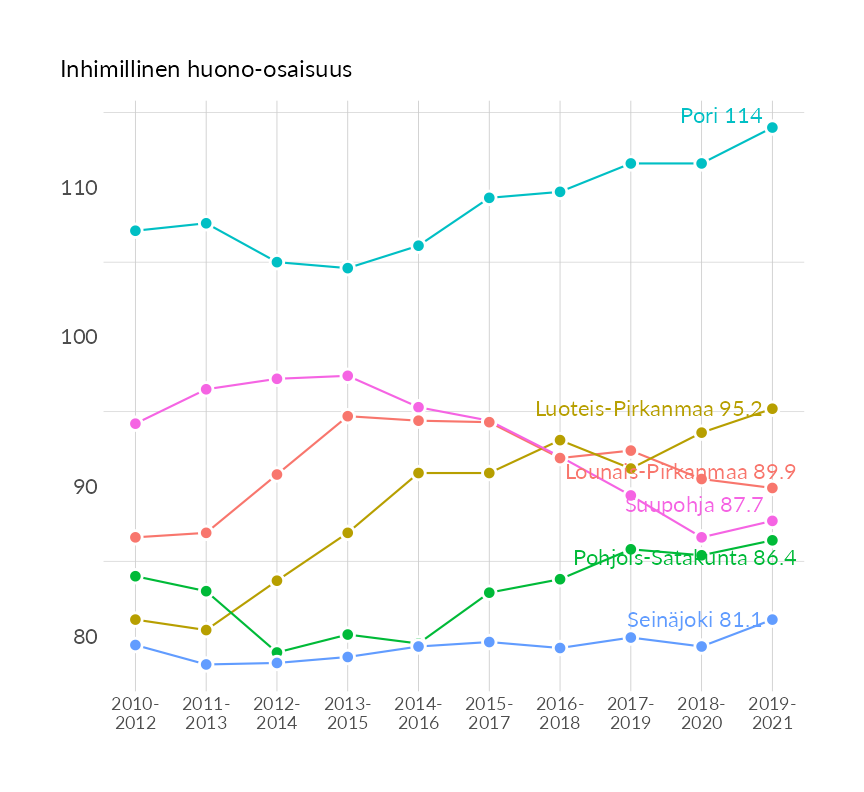 Inhimillinen huono-osaisuus
Pori 114
110
100
Luoteis-Pirkanmaa 95.2
Lounais-Pirkanmaa 89.9
90
Suupohja 87.7
Pohjois-Satakunta 86.4
Seinäjoki 81.1
80
2010- 2011- 2012- 2013- 2014- 2015- 2016- 2017- 2018- 2019-
2012 2013 2014 2015 2016 2017 2018 2019 2020 2021